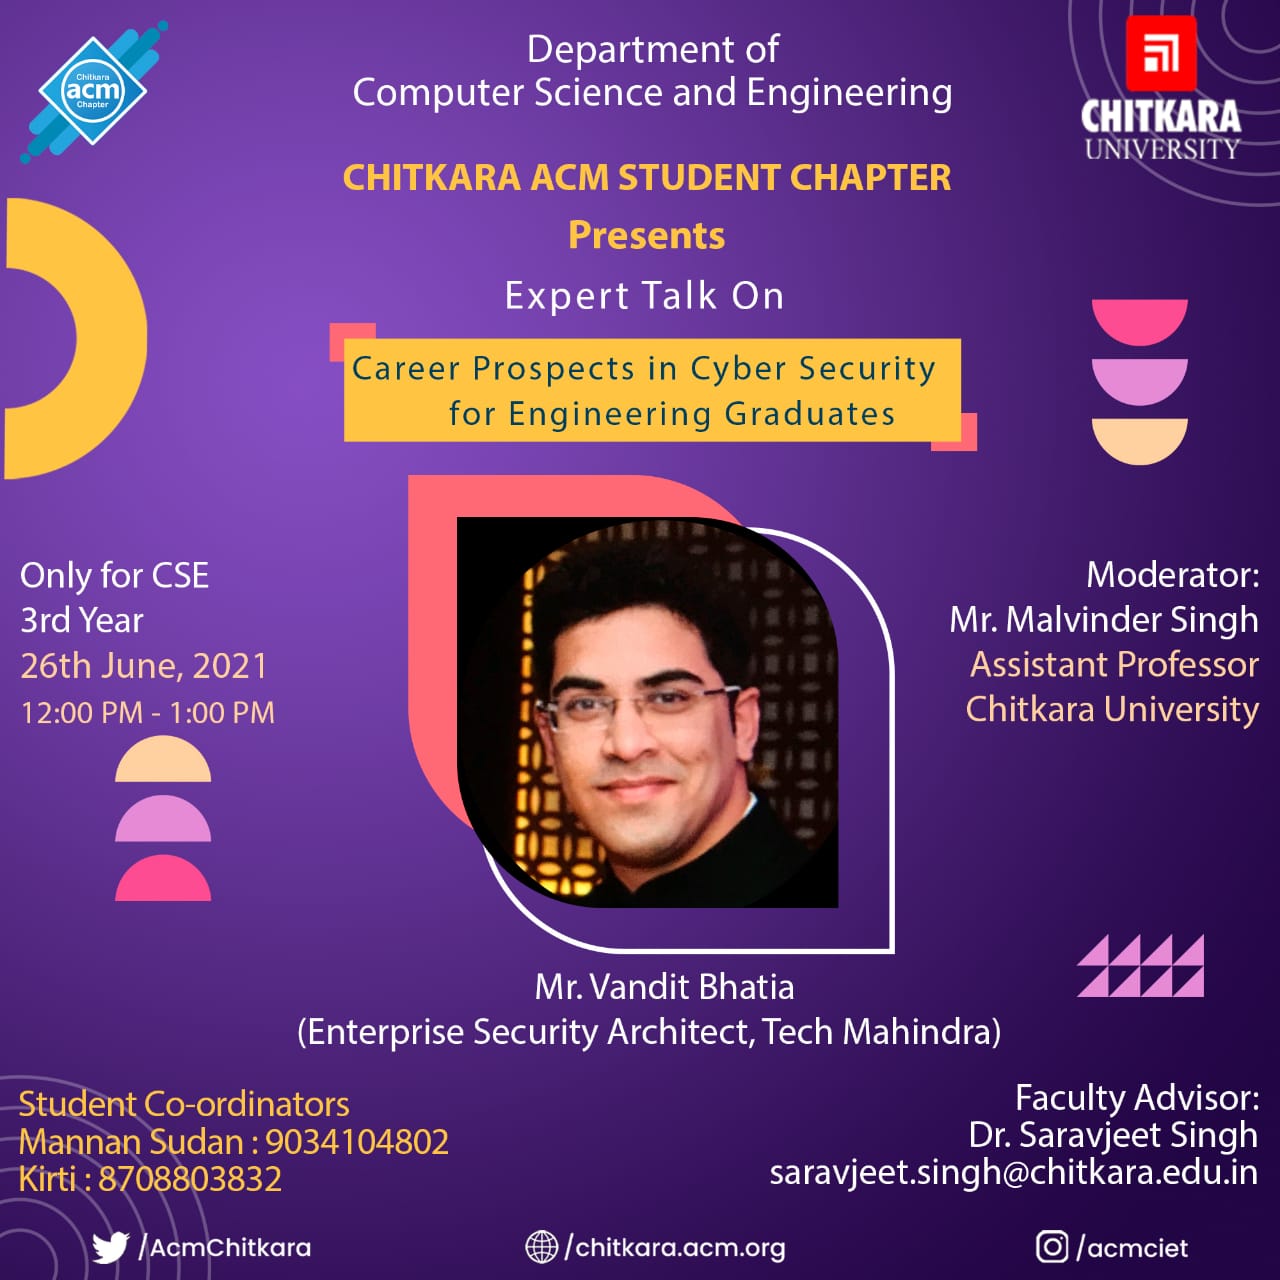 Chitkara
acm
Chapter
Department of
Computer Science and Engineering
CHITKARA
UNIVERSITY
CHITKARA ACM STUDENT CHAPTER
Presents
Expert Talk On
Career Prospects in Cyber Security
for Engineering Graduates
Only for CSE
3rd Year
26th June, 2021
12:00 PM - 1:00 PM
Moderator:
Mr. Malvinder Singh
Assistant Professor
Chitkara University
Mr. Vandit Bhatia
(Enterprise Security Architect, Tech Mahindra)
Student Co-ordinators
Mannan Sudan : 9034104802
Kirti : 8708803832
Faculty Advisor:
Dr. Saravjeet Singh
saravjeet.singh@chitkara.edu.in
/AcmChitkara
/chitkara.acm.org
/acmciet